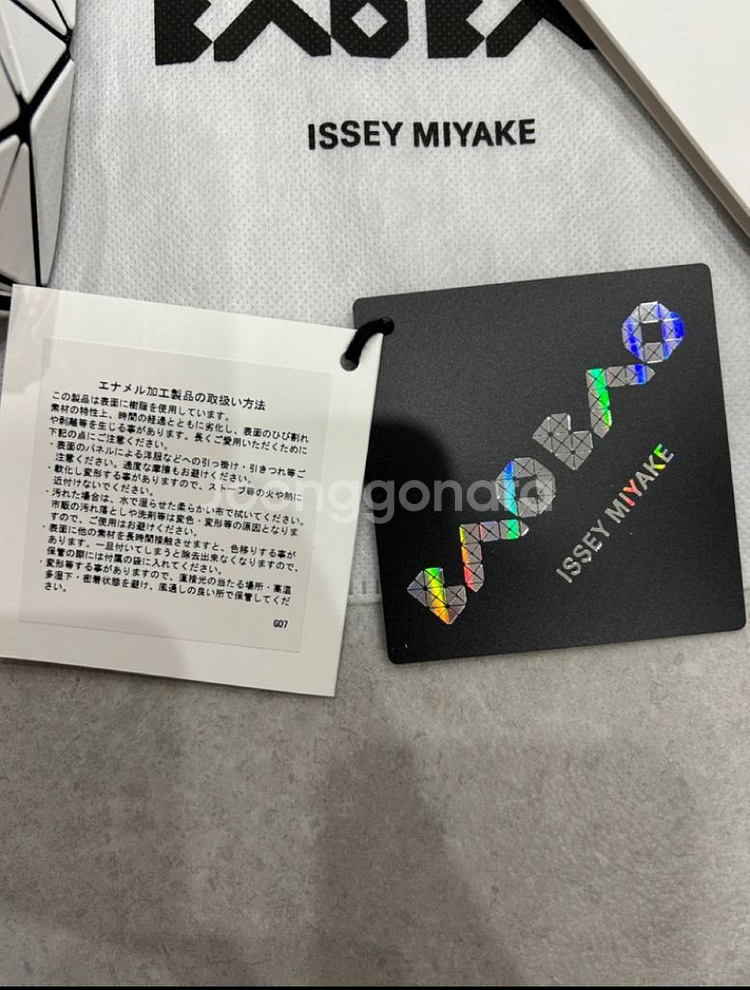 BAO BA
ISSEY MIYAKE
エナメル加工製品の取扱い方法
この製品は表面に樹脂を使用しています。
素材の特性上、時間の経過とともに劣化し、表面のひび割れ
や剥離等を生じる事があります。長くご愛用いただくために
下記の点にご注意ください。
・表面のパネルによる洋服などへの引っ掛け・引きつれ等ご
注意ください。過度な摩擦もお避けください。
・軟化し変形する事がありますので、ストーブ等の火や熱に
近付けないでください。
・汚れた場合は、水で湿らせた柔らかい布で拭いてください。
市販の汚れ落としや洗剤等は変色・変形等の原因となりま
すので、ご使用はお避けください。
・表面に他の素材を長時間接触させますと、色移りする事が
あります。一旦付いてしまうと除去出来なくなりますので、
保管の際には付属の袋に入れてください。
・変形等する事がありますので、直接光の当たる場所・高温
多湿下・密着状態を避け、風通しの良い所で保管してくだ
さい。
G07
BAO BAO
ISSEY MIYAKE
joonggonara